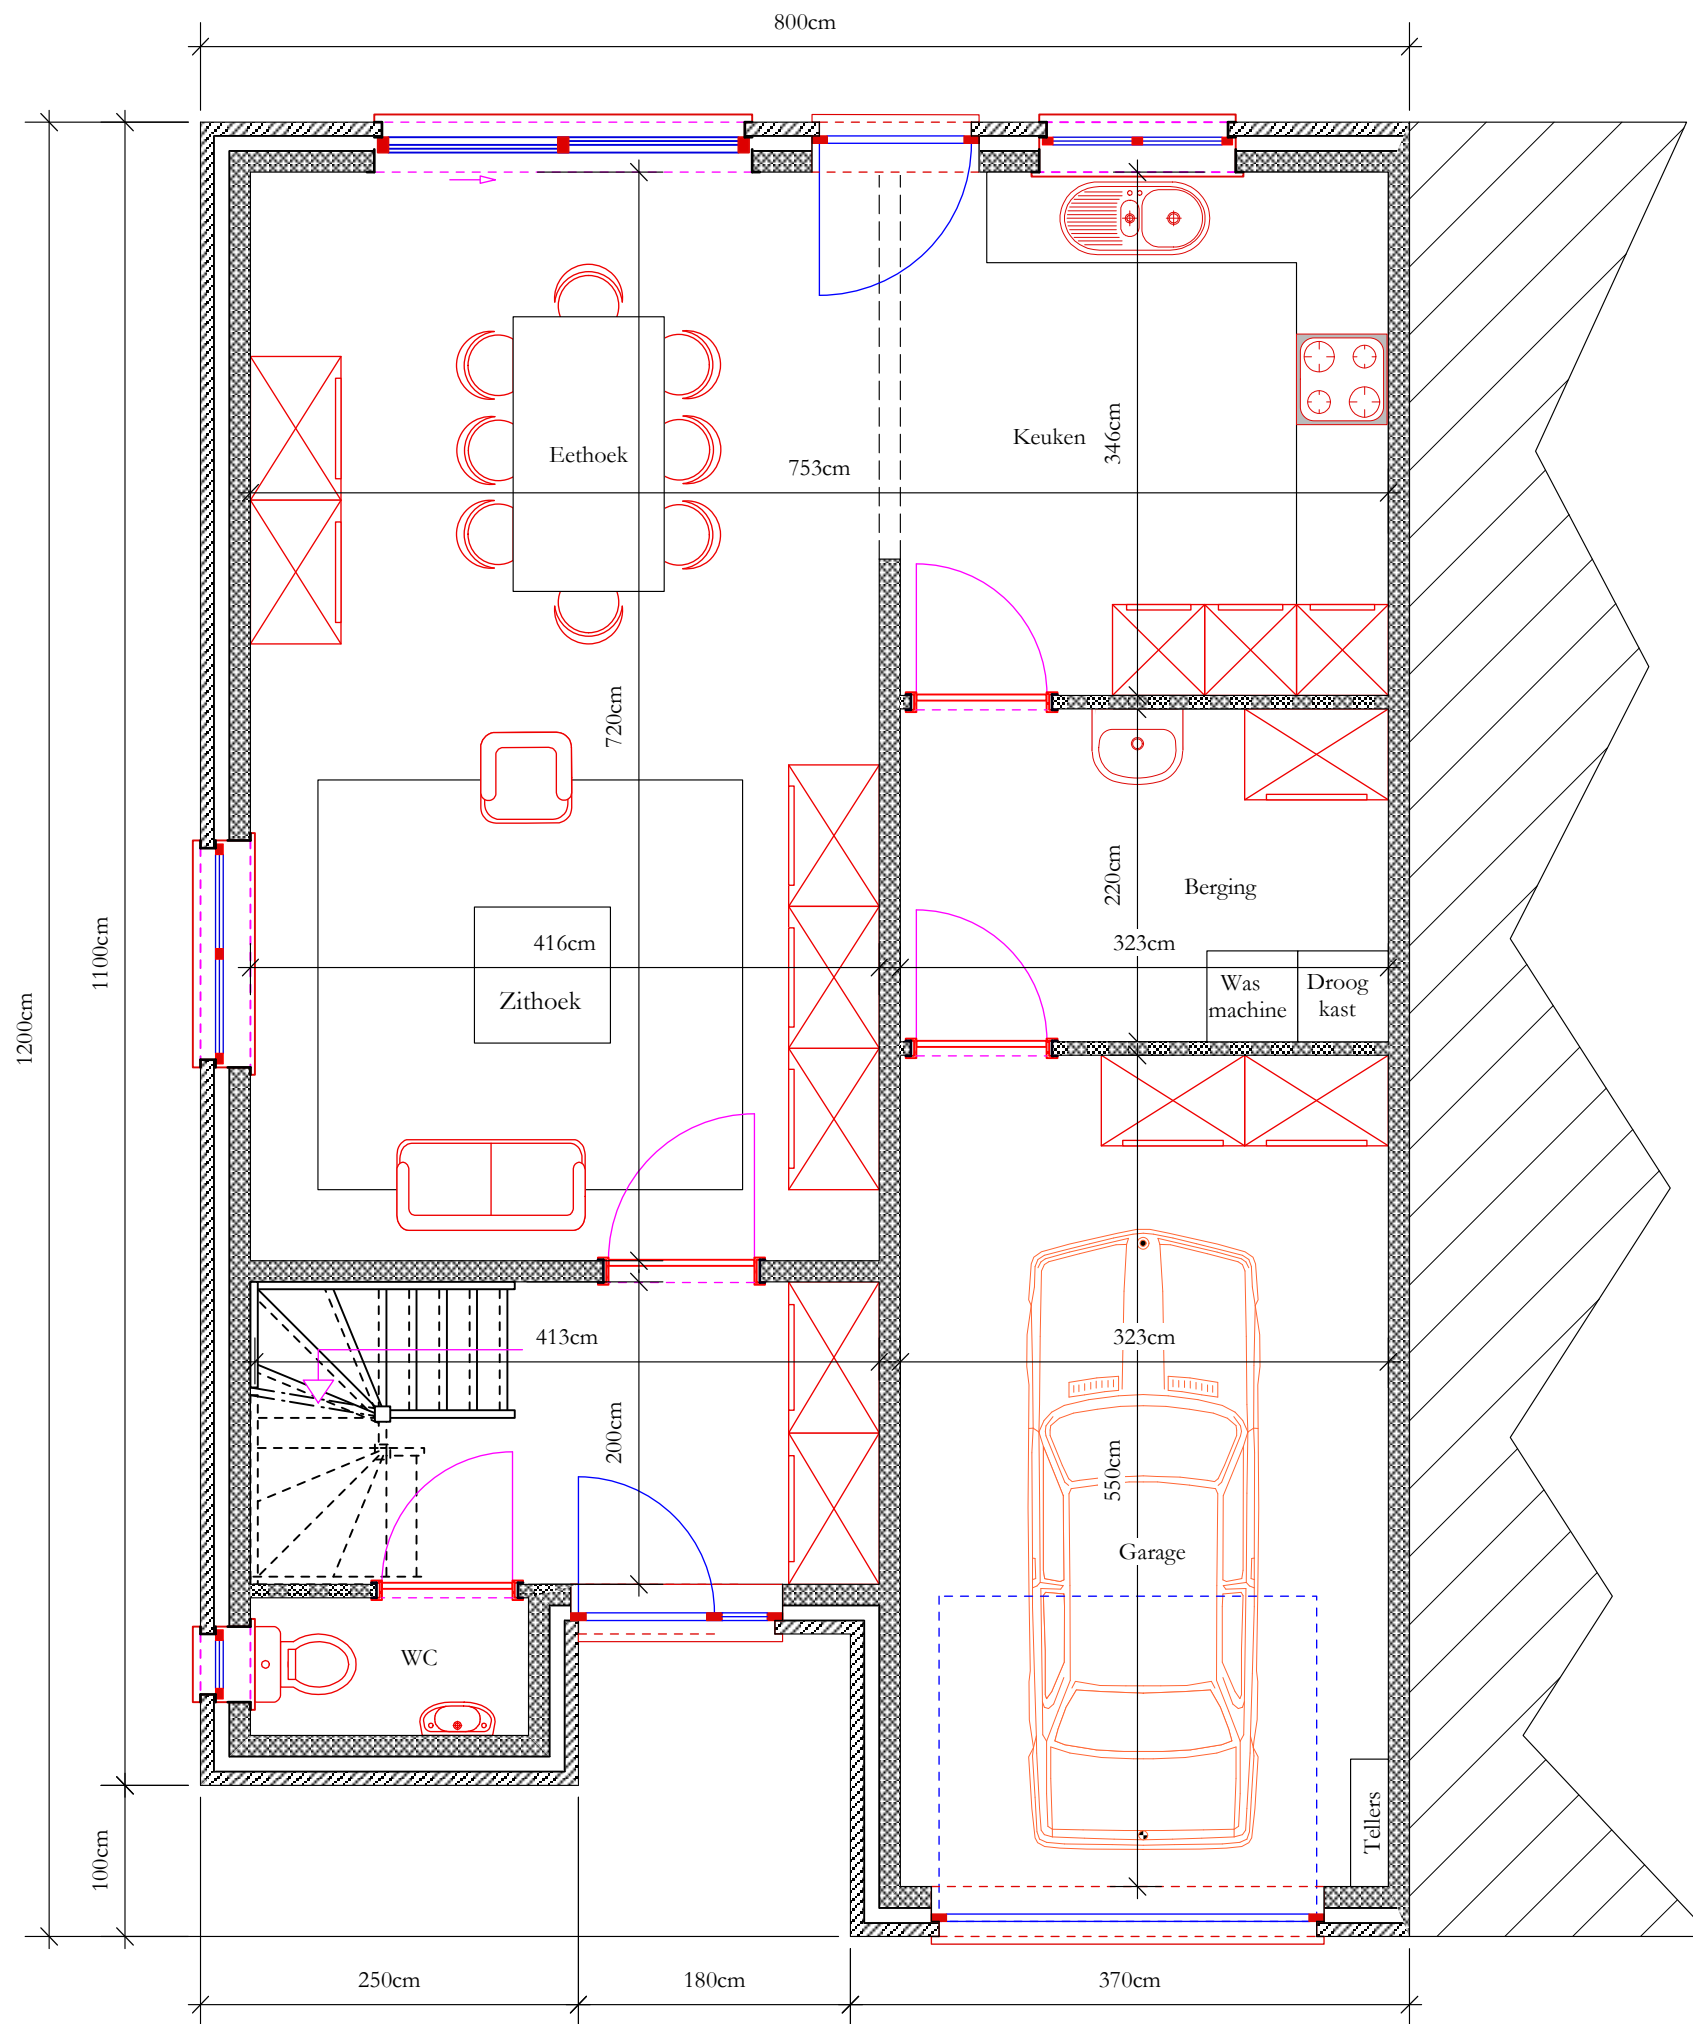 800cm
Keuken
346cm
Eethoek
753cm
720cm
220cm
Berging
1100cm
416cm
323cm
Was
machine
Droog
kast
Zithoek
1200cm
413cm
323cm
200cm
550cm
Garage
WC
Tellers
100cm
250cm
180cm
370cm